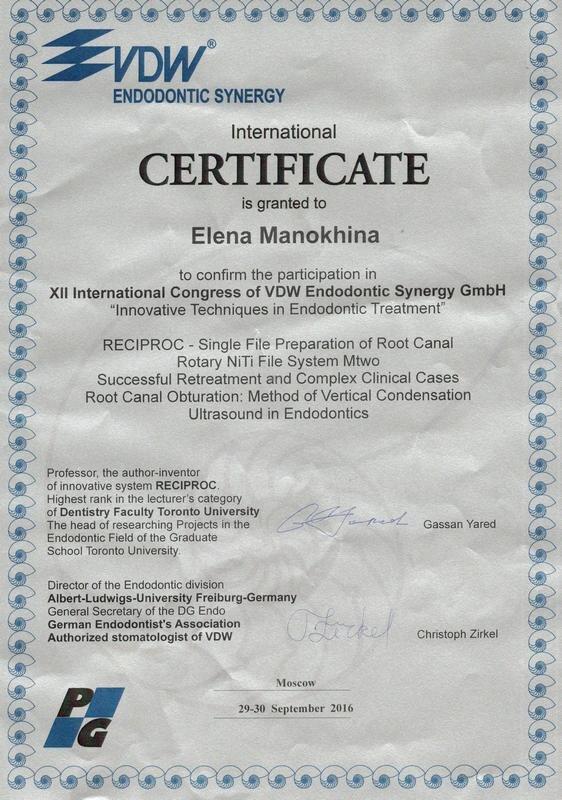 VDW®
ENDODONTIC SYNERGY
International
CERTIFICATE
is granted to
Elena Manokhina
to confirm the participation in
XII International Congress of VDW Endodontic Synergy GmbH
“Innovative Techniques in Endodontic Treatment”
RECIPROC - Single File Preparation of Root Canal
Rotary NiTi File System Mtwo
Successful Retreatment and Complex Clinical Cases
Root Canal Obturation: Method of Vertical Condensation
Ultrasound in Endodontics
Professor, the author-inventor
of innovative system RECIPROC.
Highest rank in the lecturer’s category
of Dentistry Faculty Toronto University
The head of researching Projects in the
Endodontic Field of the Graduate
School Toronto University.
Gassan Yared
Director of the Endodontic division
Albert-Ludwigs-University Freiburg-Germany
General Secretary of the DG Endo
German Endodontist's Association
Authorized stomatologist of VDW
Christoph Zirkel
Moscow
29-30 September 2016
PG